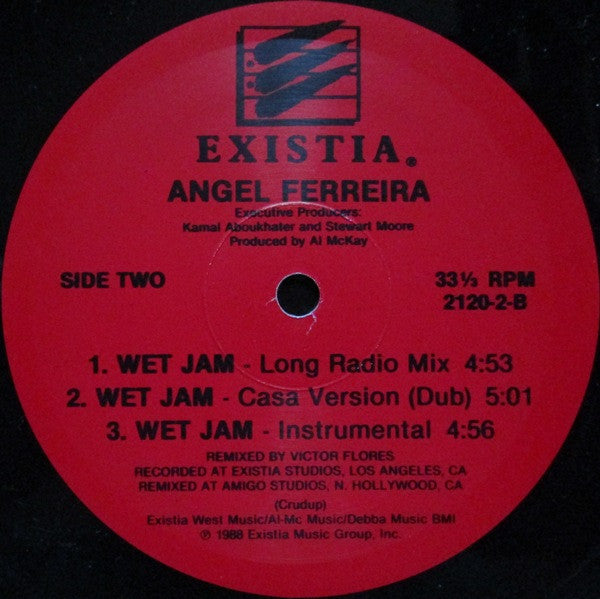 EXISTIA®
ANGEL FERREIRA
Executive Producers:
Kamal Aboukhater and Stewart Moore
Produced by Al McKay
SIDE TWO
33⅓ RPM
2120-2-B
1. WET JAM - Long Radio Mix 4:53
2. WET JAM - Casa Version (Dub) 5:01
3. WET JAM - Instrumental 4:56
REMIXED BY VICTOR FLORES
RECORDED AT EXISTIA STUDIOS, LOS ANGELES, CA
REMIXED AT AMIGO STUDIOS, N. HOLLYWOOD, CA
(Crudup)
Existia West Music/Al-Mc Music/Debba Music BMI
℗ 1988 Existia Music Group, Inc.